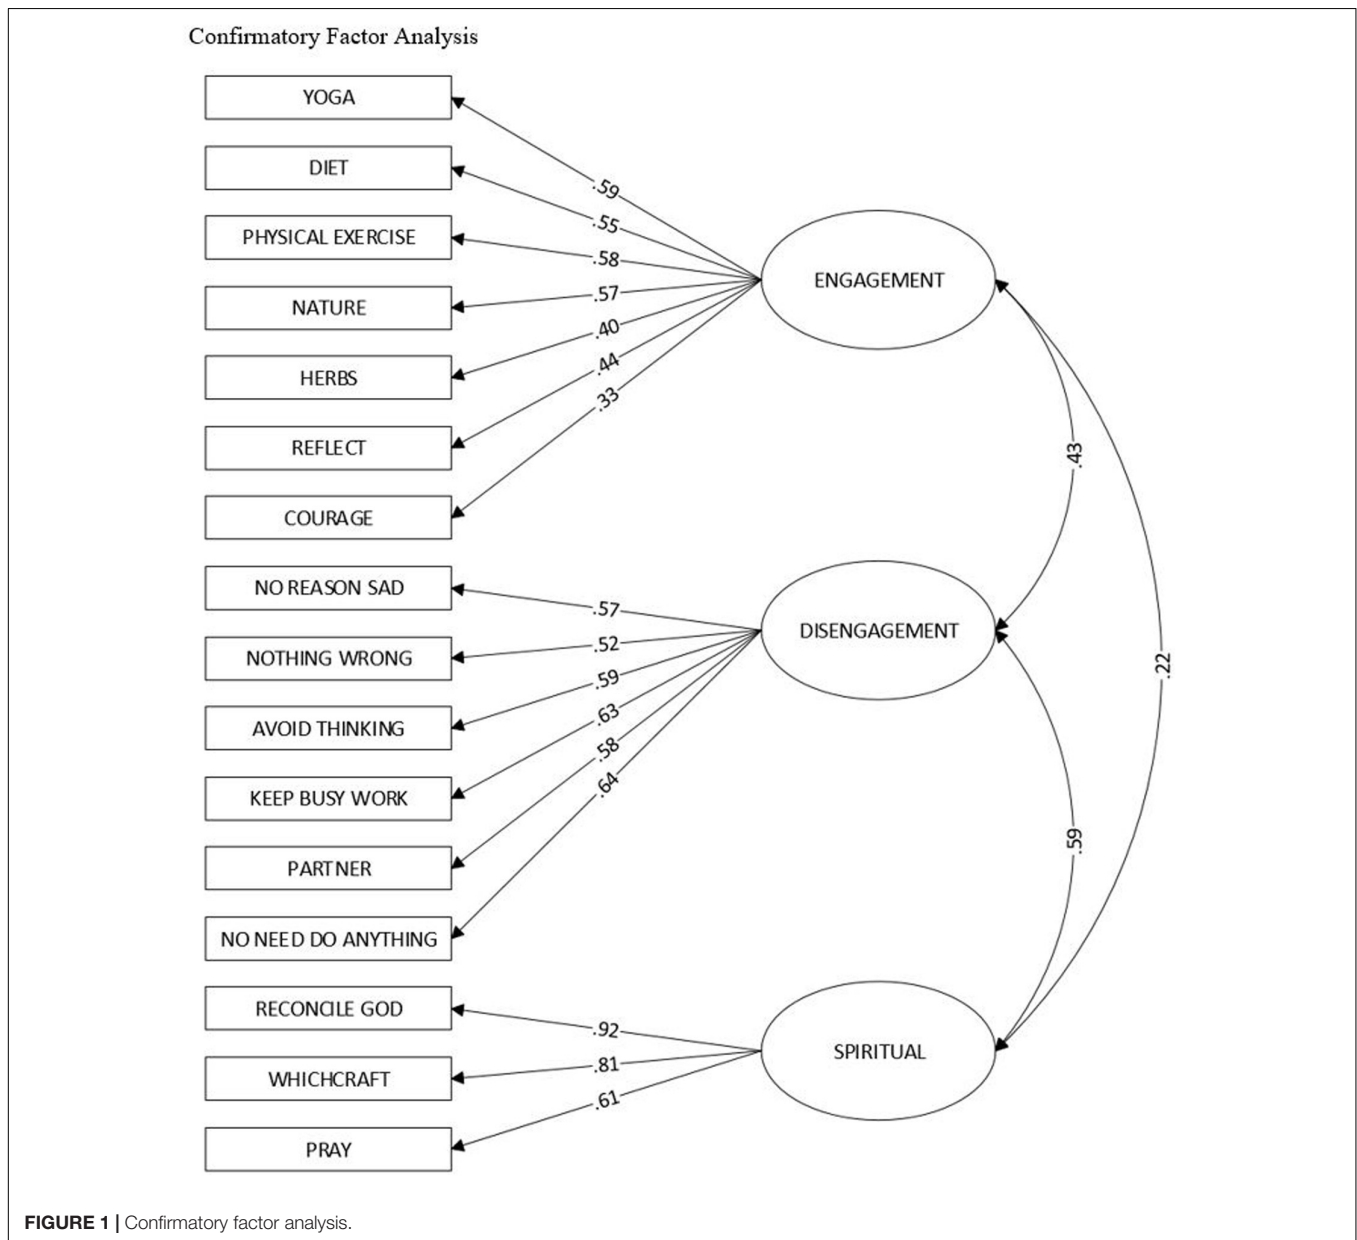 Confirmatory Factor Analysis
YOGA
DIET
PHYSICAL EXERCISE
NATURE
HERBS
REFLECT
COURAGE
NO REASON SAD
NOTHING WRONG
AVOID THINKING
KEEP BUSY WORK
PARTNER
NO NEED DO ANYTHING
RECONCILE GOD
WHICHCRAFT
PRAY
.59
.55
.58
.57
.40
.44
.33
.57
.52
.59
.63
.58
.64
.92
.81
.61
ENGAGEMENT
DISENGAGEMENT
SPIRITUAL
.43
.22
.59
FIGURE 1 | Confirmatory factor analysis.